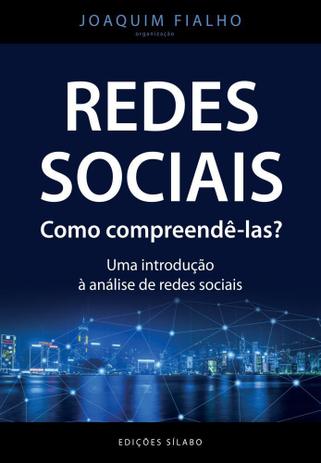 JOAQUIM FIALHO
organização
REDES
SOCIAIS
Como compreendê-las?
Uma introdução
à análise de redes sociais
EDIÇÕES SÍLABO